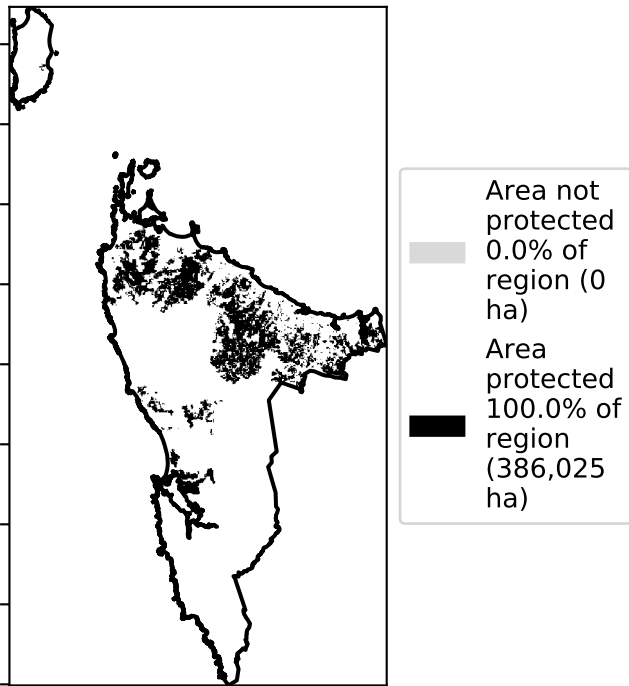 Area not
protected
0.0% of
region (0
ha)
Area
protected
100.0% of
region
(386,025
ha)